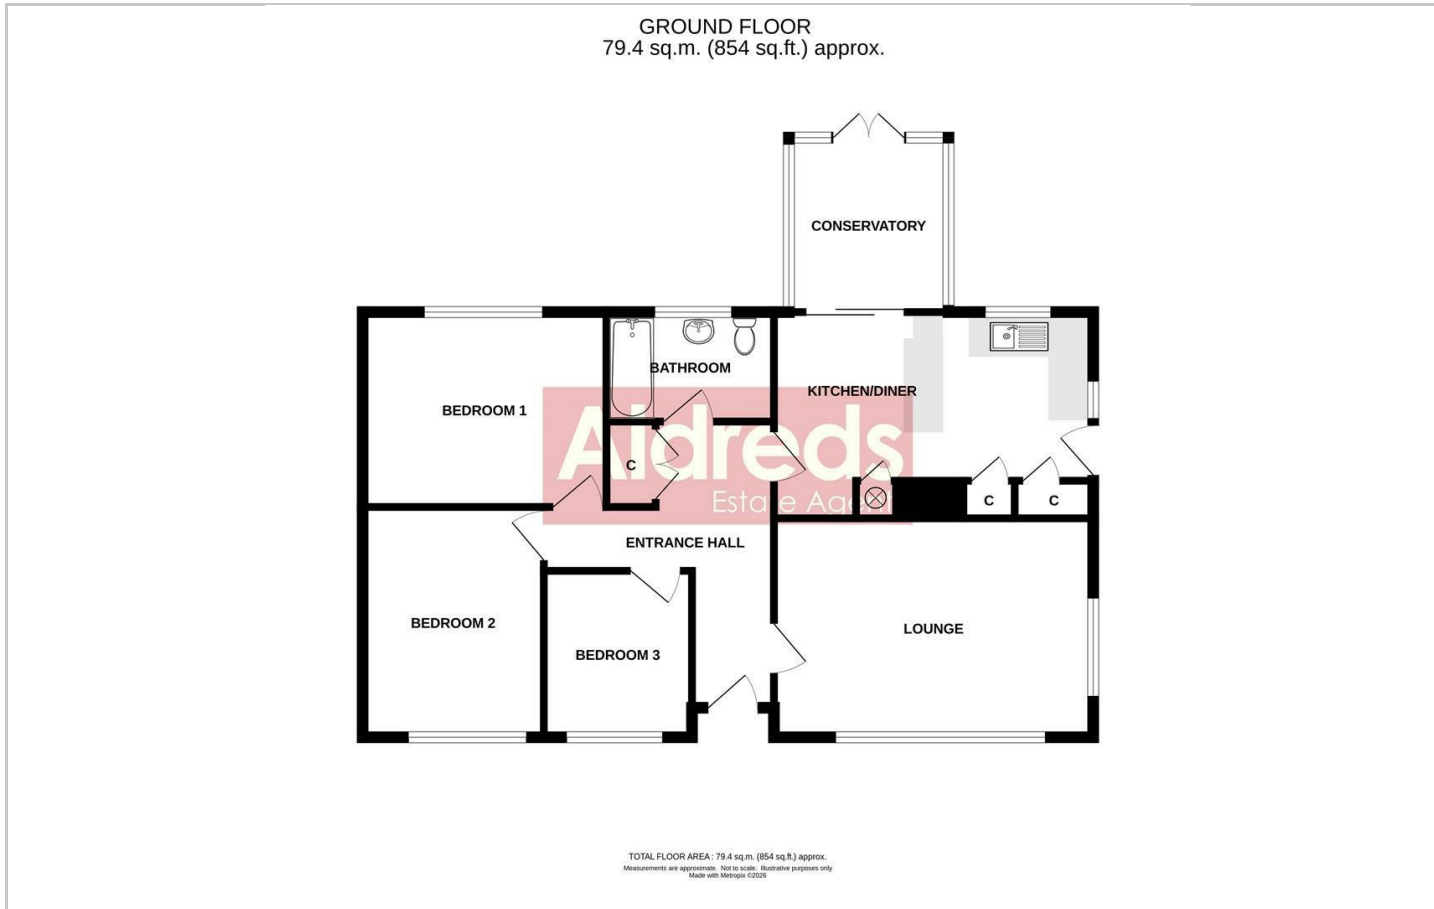 GROUND FLOOR
79.4 sq.m. (854 sq.ft.) approx.
CONSERVATORY
BATHROOM
KITCHEN/DINER
BEDROOM 1
Aldreds
C
Estate Agent
C
C
ENTRANCE HALL
BEDROOM 2
LOUNGE
BEDROOM 3
TOTAL FLOOR AREA : 79.4 sq.m. (854 sq.ft.) approx.
Measurements are approximate. Not to scale. Illustrative purposes only
Made with Metropix ©2026